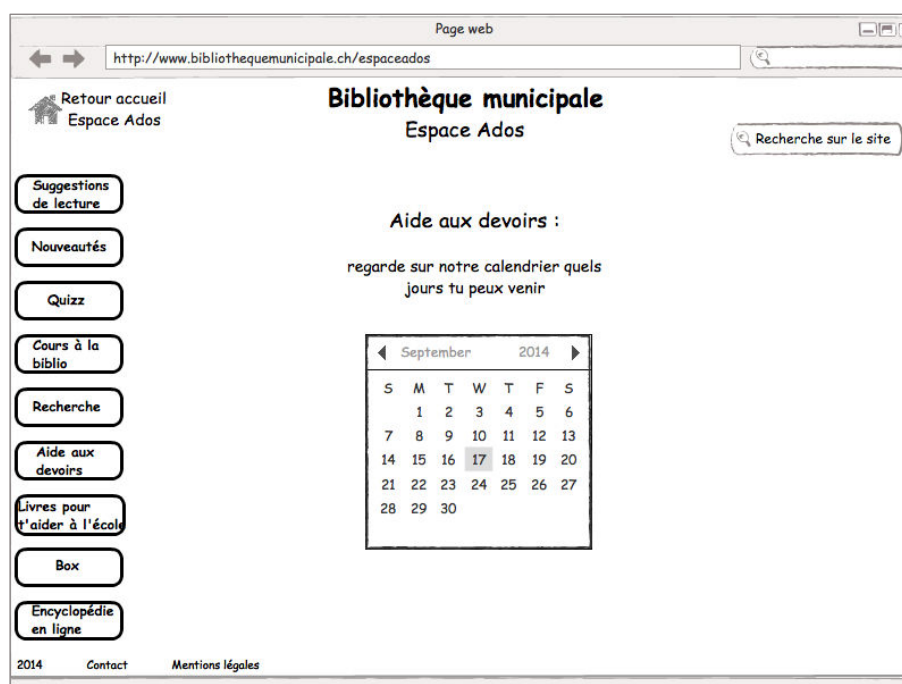 Page web
http://www.bibliothequemunicipale.ch/espaceados
Retour accueil
Espace Ados
Bibliothèque municipale
Espace Ados
Recherche sur le site
Suggestions
de lecture
Nouveautés
Quizz
Cours à la
biblio
Recherche
Aide aux
devoirs
Livres pour
t'aider à l'école
Box
Encyclopédie
en ligne
Aide aux devoirs :
regarde sur notre calendrier quels
jours tu peux venir
September 2014
S M T W T F S
1 2 3 4 5 6
7 8 9 10 11 12 13
14 15 16 17 18 19 20
21 22 23 24 25 26 27
28 29 30
2014 Contact Mentions légales